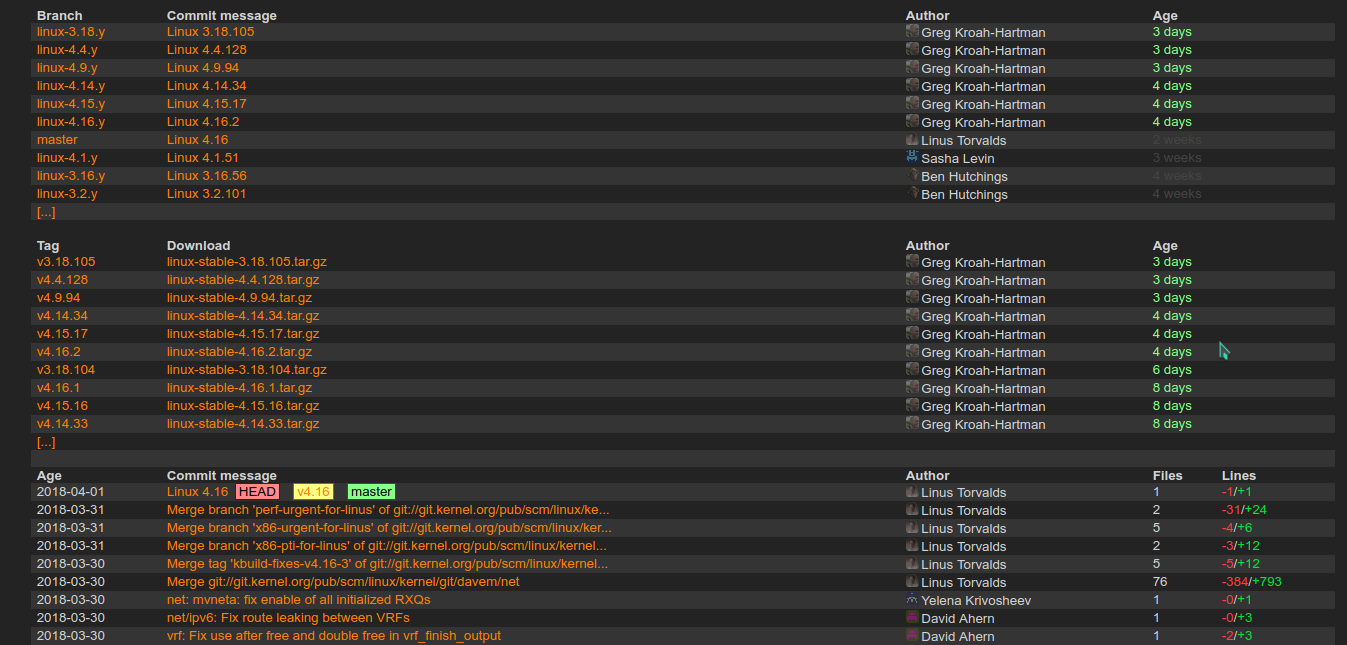 Branch Commit message Author Age
linux-3.18.y Linux 3.18.105 Greg Kroah-Hartman 3 days
linux-4.4.y Linux 4.4.128 Greg Kroah-Hartman 3 days
linux-4.9.y Linux 4.9.94 Greg Kroah-Hartman 3 days
linux-4.14.y Linux 4.14.34 Greg Kroah-Hartman 4 days
linux-4.15.y Linux 4.15.17 Greg Kroah-Hartman 4 days
linux-4.16.y Linux 4.16.2 Greg Kroah-Hartman 4 days
master Linux 4.16 Linus Torvalds 2 weeks
linux-4.1.y Linux 4.1.51 Sasha Levin 3 weeks
linux-3.16.y Linux 3.16.56 Ben Hutchings 4 weeks
linux-3.2.y Linux 3.2.101 Ben Hutchings 4 weeks
[...]
Tag Download Author Age
v3.18.105 linux-stable-3.18.105.tar.gz Greg Kroah-Hartman 3 days
v4.4.128 linux-stable-4.4.128.tar.gz Greg Kroah-Hartman 3 days
v4.9.94 linux-stable-4.9.94.tar.gz Greg Kroah-Hartman 3 days
v4.14.34 linux-stable-4.14.34.tar.gz Greg Kroah-Hartman 4 days
v4.15.17 linux-stable-4.15.17.tar.gz Greg Kroah-Hartman 4 days
v4.16.2 linux-stable-4.16.2.tar.gz Greg Kroah-Hartman 4 days
v3.18.104 linux-stable-3.18.104.tar.gz Greg Kroah-Hartman 6 days
v4.16.1 linux-stable-4.16.1.tar.gz Greg Kroah-Hartman 8 days
v4.15.16 linux-stable-4.15.16.tar.gz Greg Kroah-Hartman 8 days
v4.14.33 linux-stable-4.14.33.tar.gz Greg Kroah-Hartman 8 days
[...]
Age Commit message Author Files Lines
2018-04-01 Linux 4.16 HEAD v4.16 master Linus Torvalds 1 -1/+1
2018-03-31 Merge branch 'perf-urgent-for-linus' of git://git.kernel.org/pub/scm/linux/ke... Linus Torvalds 2 -31/+24
2018-03-31 Merge branch 'x86-urgent-for-linus' of git://git.kernel.org/pub/scm/linux/ker... Linus Torvalds 5 -4/+6
2018-03-31 Merge branch 'x86-pti-for-linus' of git://git.kernel.org/pub/scm/linux/kernel... Linus Torvalds 2 -3/+12
2018-03-30 Merge tag 'kbuild-fixes-v4.16-3' of git://git.kernel.org/pub/scm/linux/kernel... Linus Torvalds 5 -5/+12
2018-03-30 Merge git://git.kernel.org/pub/scm/linux/kernel/git/davem/net Linus Torvalds 76 -384/+793
2018-03-30 net: mvneta: fix enable of all initialized RXQs Yelena Krivosheev 1 -0/+1
2018-03-30 net/ipv6: Fix route leaking between VRFs David Ahern 1 -0/+3
2018-03-30 vrf: Fix use after free and double free in vrf_finish_output David Ahern 1 -2/+3